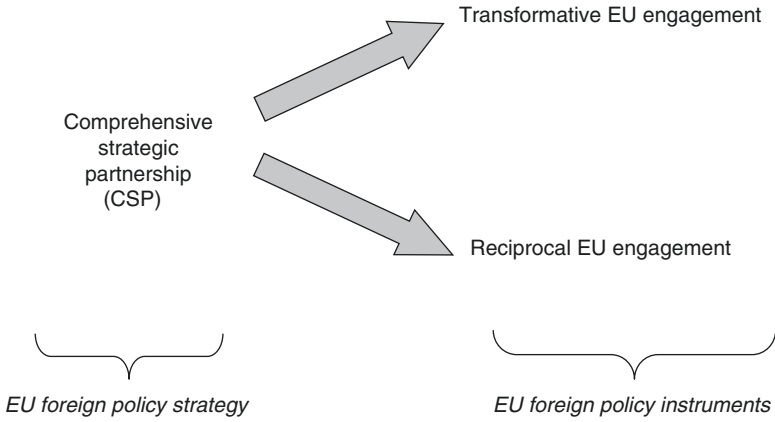 Transformative EU engagement
Comprehensive
strategic
partnership
(CSP)
Reciprocal EU engagement
EU foreign policy strategy
EU foreign policy instruments